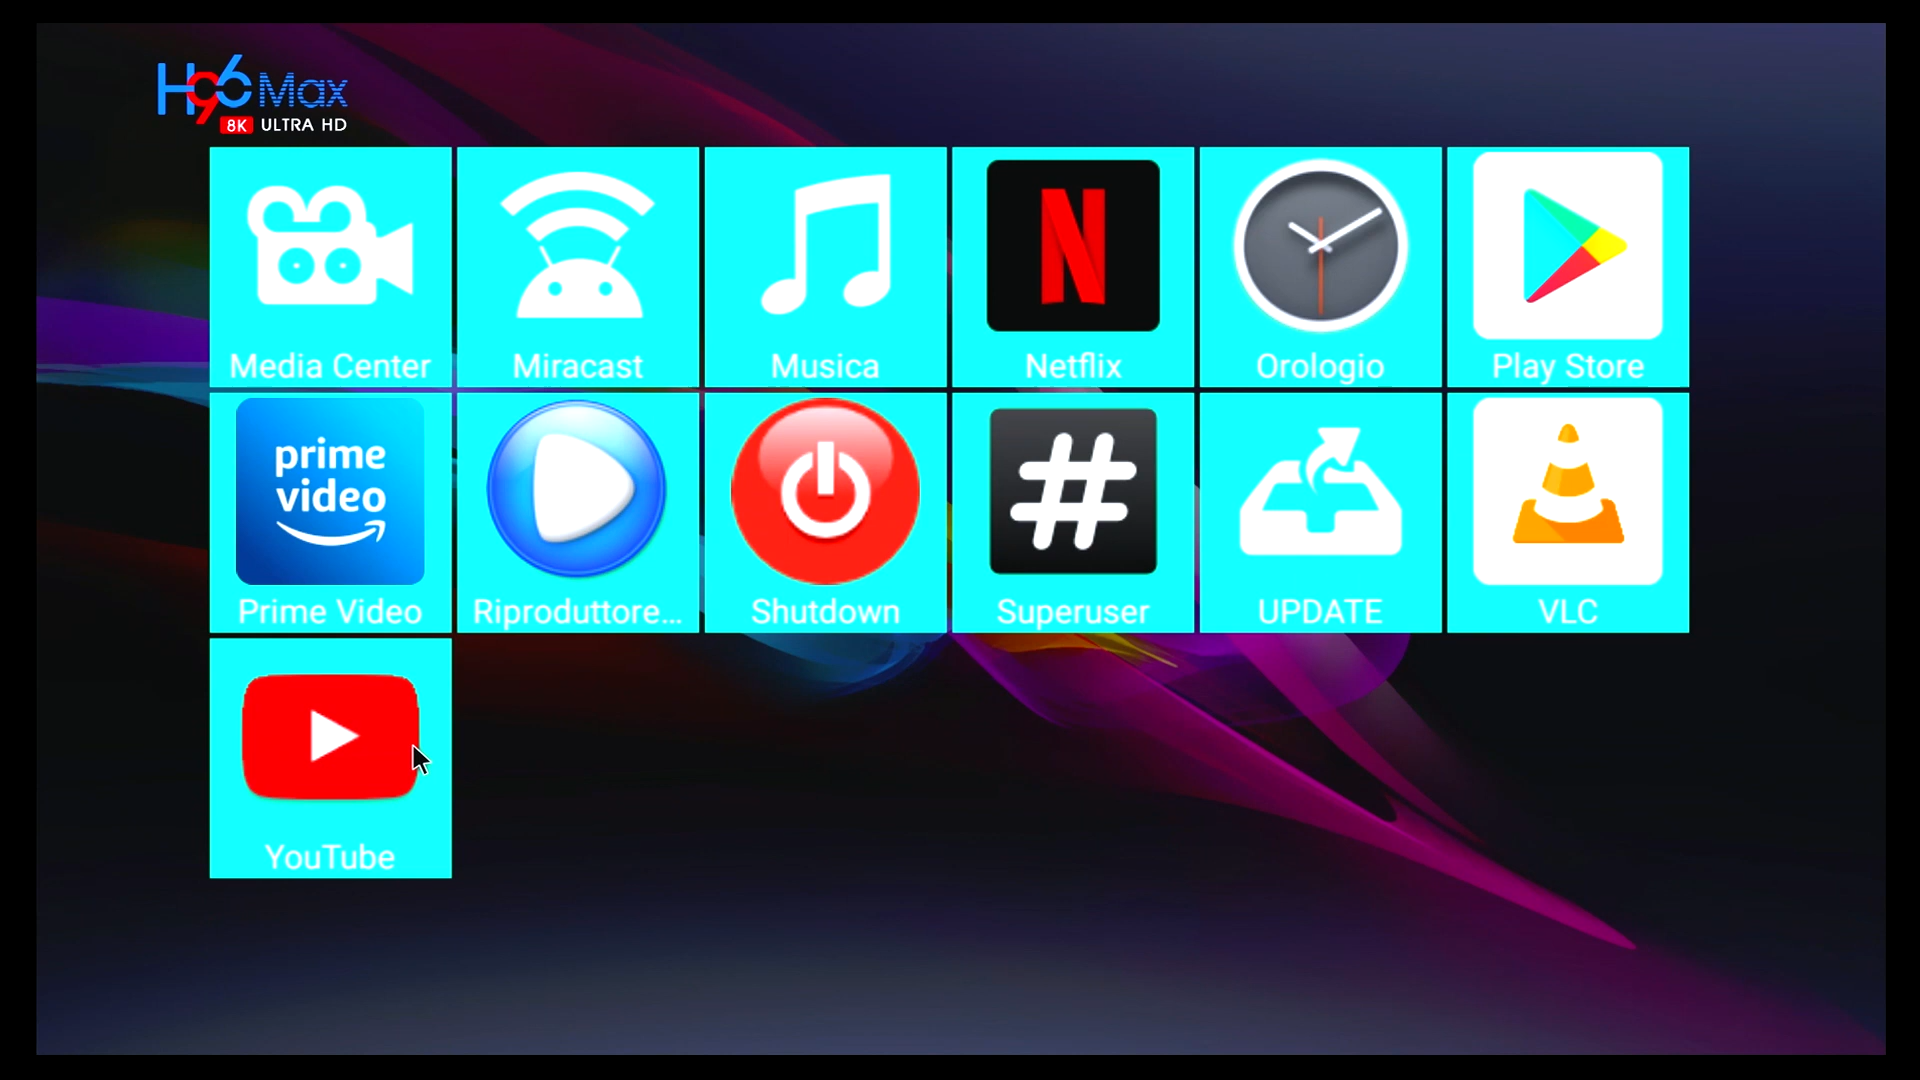 H96 Max
8K ULTRA HD
Media Center
Miracast
Musica
Netflix
Orologio
Play Store
prime
video
Prime Video
Riproduttore...
Shutdown
Superuser
UPDATE
VLC
YouTube